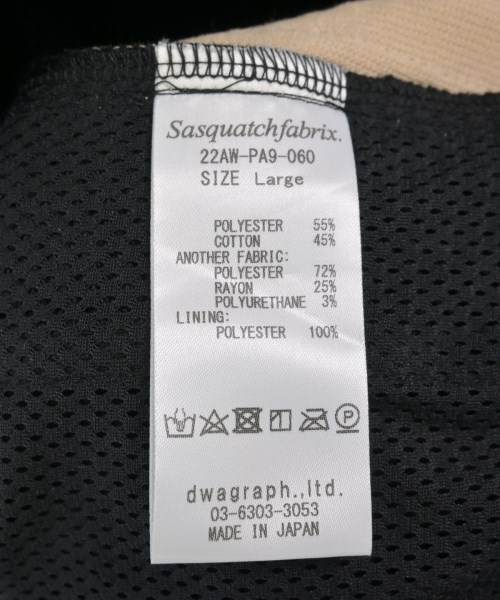 Sasquatchfabrix.
22AW-PA9-060
SIZE Large
POLYESTER 55%
COTTON 45%
ANOTHER FABRIC:
POLYESTER 72%
RAYON 25%
POLYURETHANE 3%
LINING:
POLYESTER 100%
P
dwagraph.,ltd.
03-6303-3053
MADE IN JAPAN